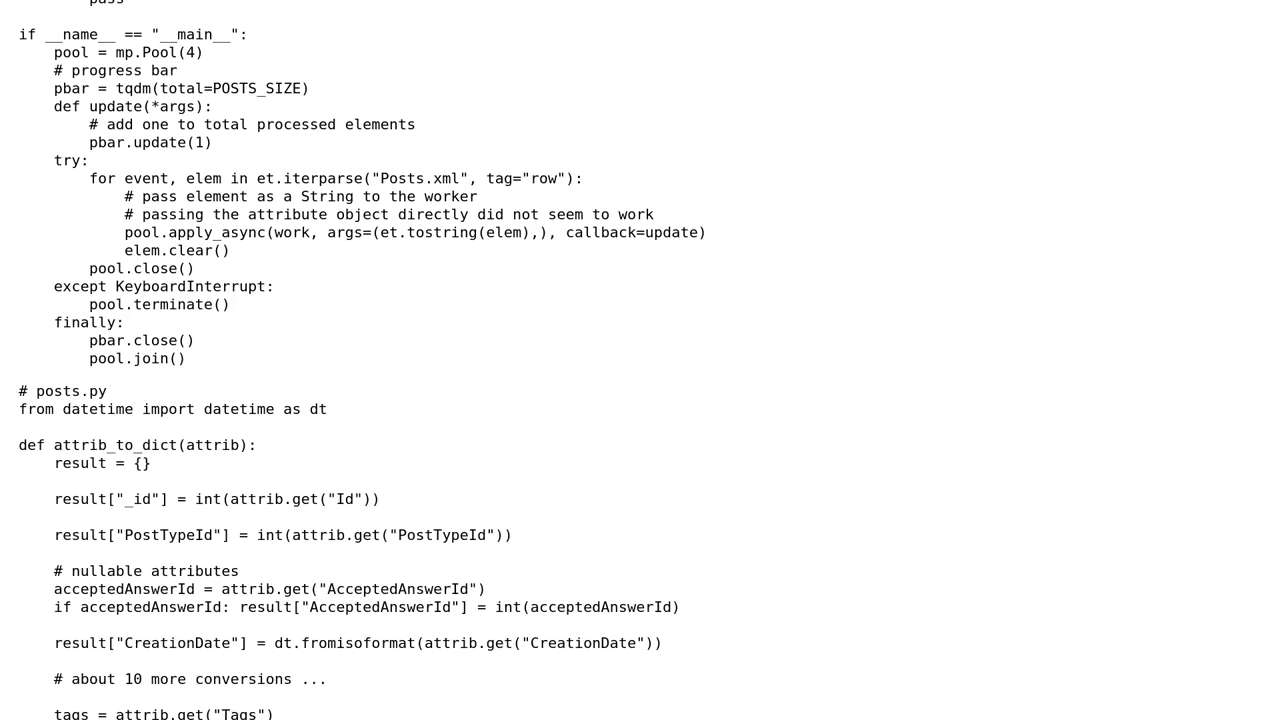 pass
if __name__ == "__main__":
    pool = mp.Pool(4)
    # progress bar
    pbar = tqdm(total=POSTS_SIZE)
    def update(*args):
        # add one to total processed elements
        pbar.update(1)
    try:
        for event, elem in et.iterparse("Posts.xml", tag="row"):
            # pass element as a String to the worker
            # passing the attribute object directly did not seem to work
            pool.apply_async(work, args=(et.tostring(elem),), callback=update)
            elem.clear()
        pool.close()
    except KeyboardInterrupt:
        pool.terminate()
    finally:
        pbar.close()
        pool.join()
# posts.py
from datetime import datetime as dt
def attrib_to_dict(attrib):
    result = {}
    result["_id"] = int(attrib.get("Id"))
    result["PostTypeId"] = int(attrib.get("PostTypeId"))
    # nullable attributes
    acceptedAnswerId = attrib.get("AcceptedAnswerId")
    if acceptedAnswerId: result["AcceptedAnswerId"] = int(acceptedAnswerId)
    result["CreationDate"] = dt.fromisoformat(attrib.get("CreationDate"))
    # about 10 more conversions ...
    tags = attrib.get("Tags")